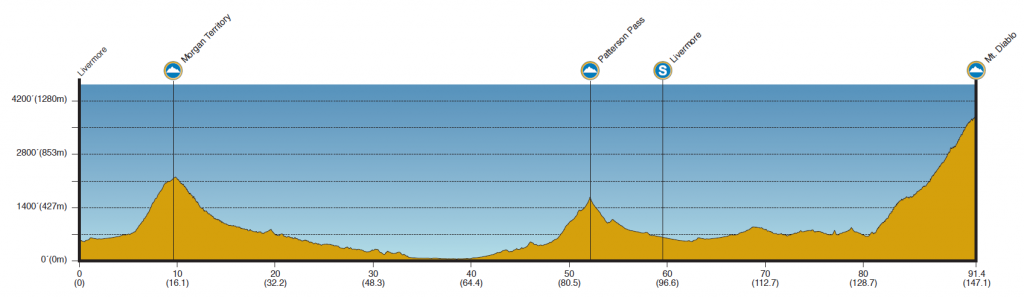 Livermore
Morgan Territory
Patterson Pass
S
Livermore
Mt. Diablo
4200´(1280m)
2800´(853m)
1400´(427m)
0´(0m)
0 10 20 30 40 50 60 70 80 91.4
(0) (16.1) (32.2) (48.3) (64.4) (80.5) (96.6) (112.7) (128.7) (147.1)